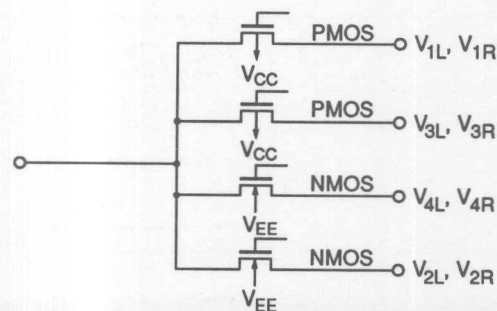 PMOS
V1L, V1R
VCC
PMOS
V3L, V3R
VCC
NMOS
V4L, V4R
VEE
NMOS
V2L, V2R
VEE